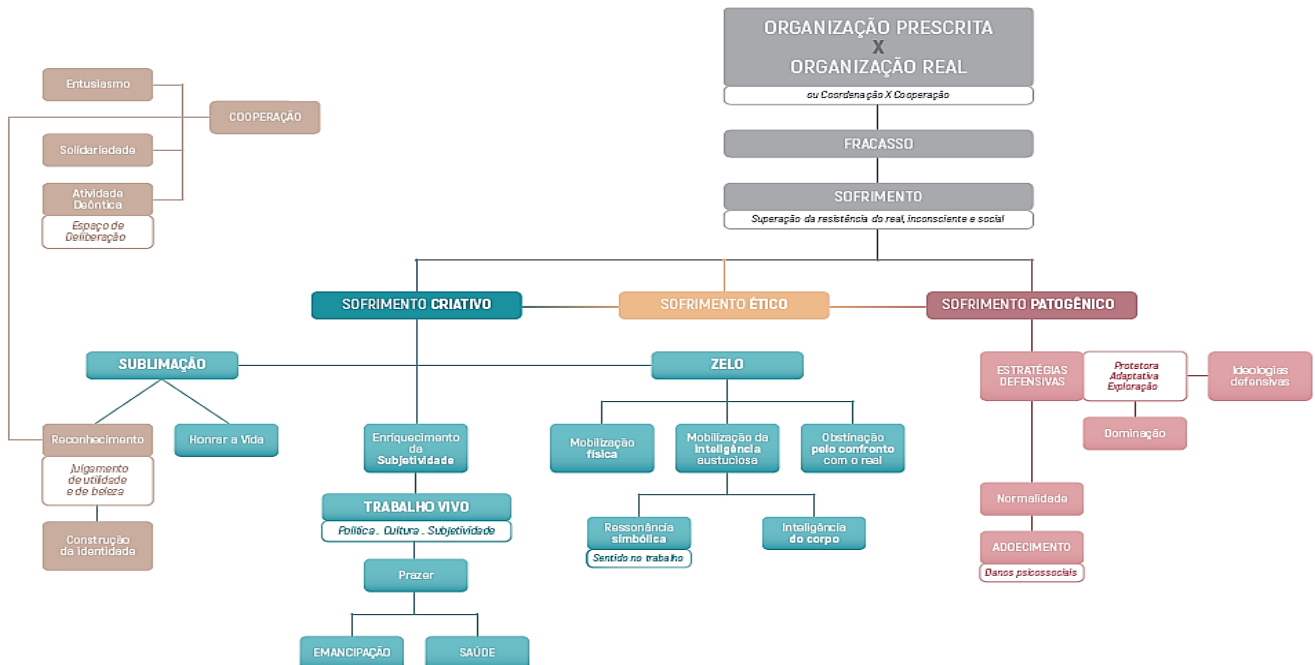 ORGANIZAÇÃO PRESCRITA
X
ORGANIZAÇÃO REAL
ou Coordenação X Cooperação
FRACASSO
SOFRIMENTO
Superação da resistência do real, inconsciente e social
Entusiasmo
COOPERAÇÃO
Solidariedade
Atividade
Deôntica
Espaço de
Deliberação
SOFRIMENTO CRIATIVO
SOFRIMENTO ÉTICO
SOFRIMENTO PATOGÊNICO
SUBLIMAÇÃO
Reconhecimento
Julgamento
de utilidade
e de beleza
Construção
da identidade
Honrar a Vida
Enriquecimento
da
Subjetividade
TRABALHO VIVO
Política . Cultura . Subjetividade
Prazer
EMANCIPAÇÃO
SAÚDE
ZELO
Mobilização
física
Mobilização da
Inteligência
austuciosa
Obstinação
pelo confronto
com o real
Ressonância
simbólica
Sentido no trabalho
Inteligência
do corpo
ESTRATÉGIAS
DEFENSIVAS
Protetora
Adaptativa
Exploração
Ideologias
defensivas
Dominação
Normalidade
ADOECIMENTO
Danos psicossociais